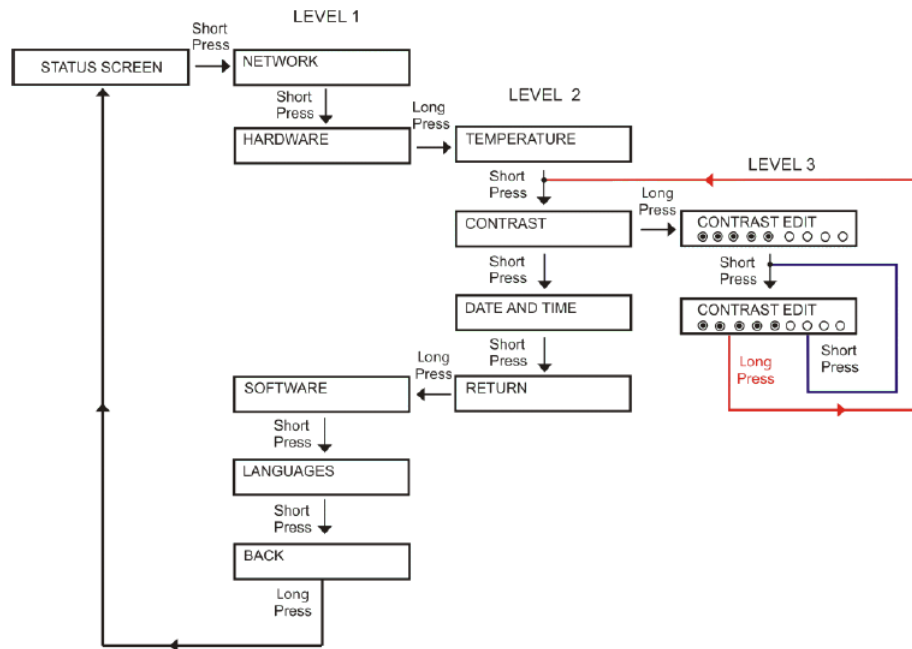 LEVEL 1
Short
Press
STATUS SCREEN
NETWORK
Short
Press
LEVEL 2
Long
Press
HARDWARE
TEMPERATURE
Short
Press
LEVEL 3
Long
Press
CONTRAST
CONTRAST EDIT
Short
Press
Short
Press
DATE AND TIME
CONTRAST EDIT
Short
Press
Long
Press
Long
Press
Short
Press
SOFTWARE
RETURN
Short
Press
LANGUAGES
Short
Press
BACK
Long
Press